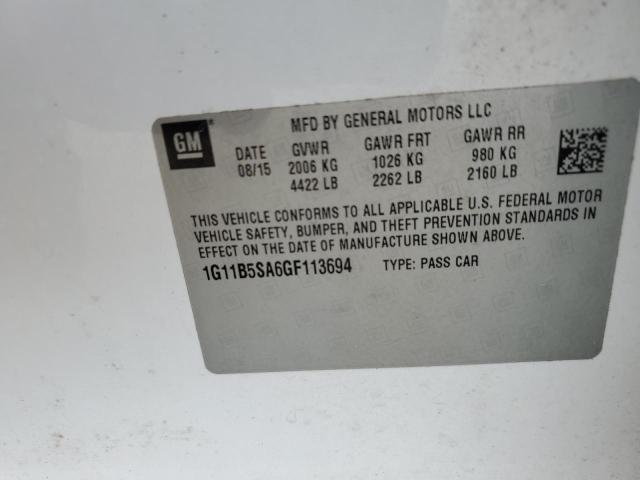 GM
MFD BY GENERAL MOTORS LLC
DATE GVWR GAWR FRT GAWR RR
08/15 2006 KG 1026 KG 980 KG
4422 LB 2262 LB 2160 LB
THIS VEHICLE CONFORMS TO ALL APPLICABLE U.S. FEDERAL MOTOR
VEHICLE SAFETY, BUMPER, AND THEFT PREVENTION STANDARDS IN
EFFECT ON THE DATE OF MANUFACTURE SHOWN ABOVE.
1G11B5SA6GF113694 TYPE: PASS CAR